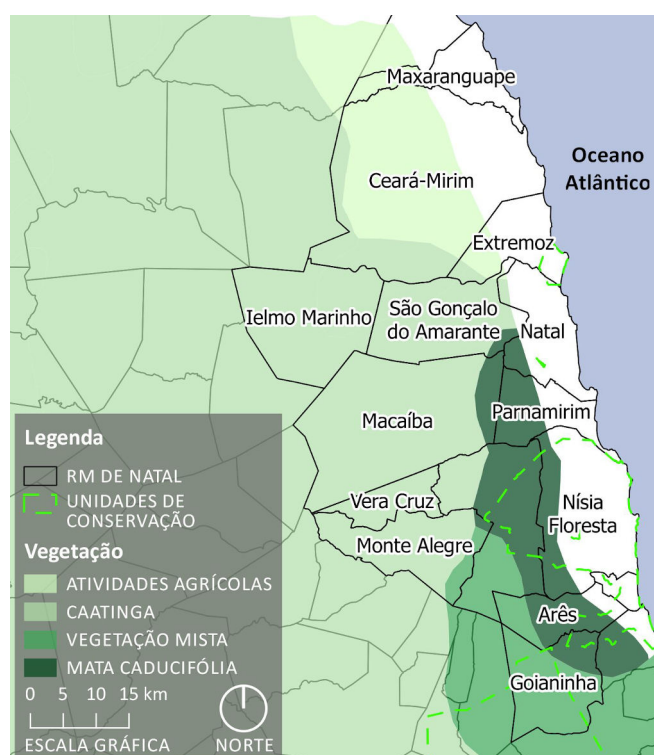 Maxaranguape
Oceano
Atlântico
Ceará-Mirim
Extremoz
Ielmo Marinho
São Gonçalo
do Amarante
Natal
Macaíba
Parnamirim
Vera Cruz
Nísia
Floresta
Monte Alegre
Arês
Goianinha
Legenda
RM DE NATAL
UNIDADES DE
CONSERVAÇÃO
Vegetação
ATIVIDADES AGRÍCOLAS
CAATINGA
VEGETAÇÃO MISTA
MATA CADUCIFÓLIA
0 5 10 15 km
ESCALA GRÁFICA
NORTE